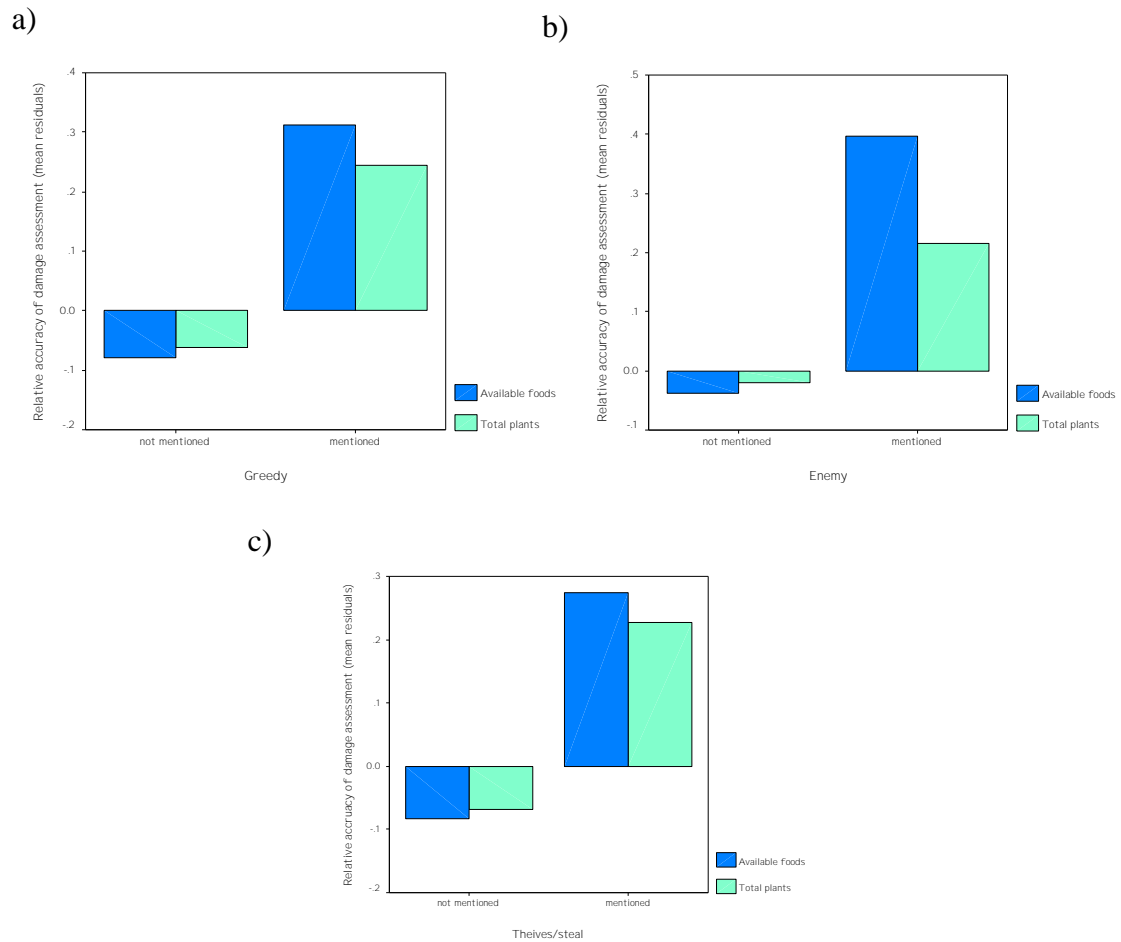 a)
Relative accuracy of damage assessment (mean residuals)
.4
.3
.2
.1
0.0
-.1
-.2
not mentioned
mentioned
Greedy
Available foods
Total plants
b)
Relative accuracy of damage assessment (mean residuals)
.5
.4
.3
.2
.1
0.0
-.1
not mentioned
mentioned
Enemy
Available foods
Total plants
c)
Relative accruacy of damage assessment (mean residuals)
.3
.2
.1
0.0
-.1
-.2
not mentioned
mentioned
Theives/steal
Available foods
Total plants